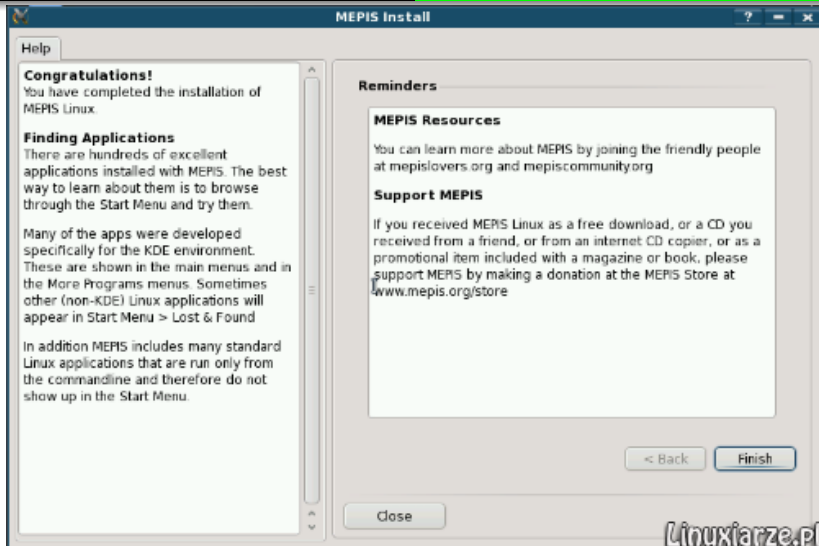 MEPIS Install
Help
Congratulations!
You have completed the installation of
MEPIS Linux.
Finding Applications
There are hundreds of excellent
applications installed with MEPIS. The best
way to learn about them is to browse
through the Start Menu and try them.
Many of the apps were developed
specifically for the KDE environment.
These are shown in the main menus and in
the More Programs menus. Sometimes
other (non-KDE) Linux applications will
appear in Start Menu > Lost & Found
In addition MEPIS includes many standard
Linux applications that are run only from
the commandline and therefore do not
show up in the Start Menu.
Reminders
MEPIS Resources
You can learn more about MEPIS by joining the friendly people
at mepislovers.org and mepiscommunity.org
Support MEPIS
If you received MEPIS Linux as a free download, or a CD you
received from a friend, or from an internet CD copier, or as a
promotional item included with a magazine or book, please
support MEPIS by making a donation at the MEPIS Store at
www.mepis.org/store
< Back
Finish
Close
Linuxiarze.pl